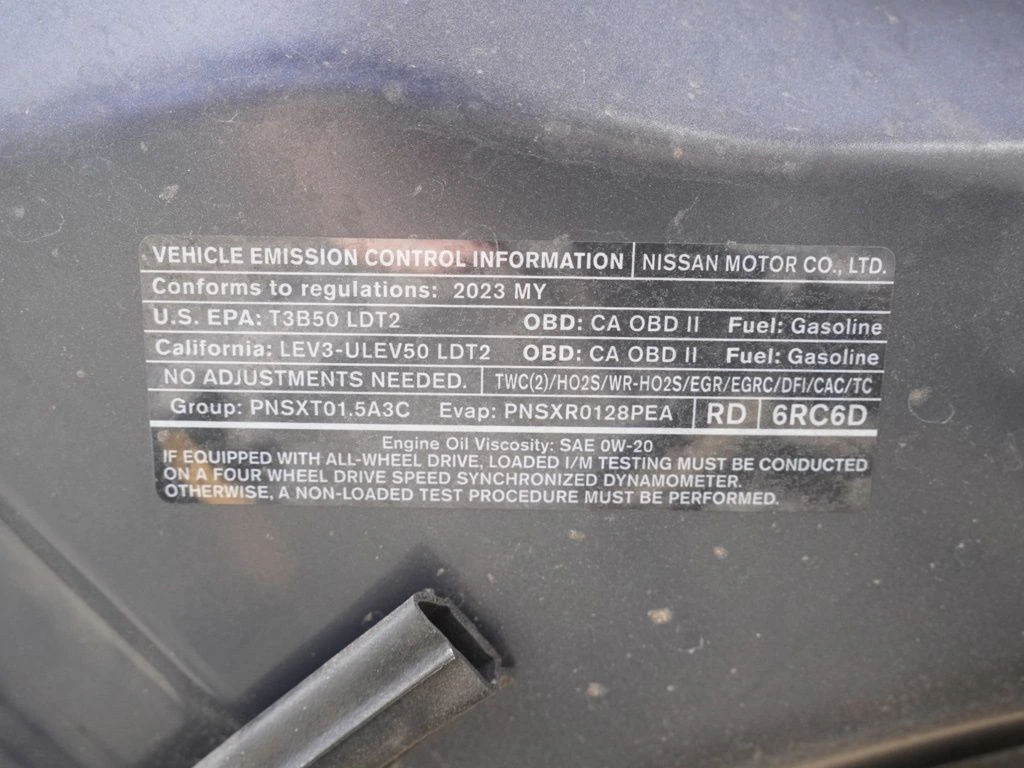 VEHICLE EMISSION CONTROL INFORMATION NISSAN MOTOR CO., LTD.
Conforms to regulations: 2023 MY
U.S. EPA: T3B50 LDT2 OBD: CA OBD II Fuel: Gasoline
California: LEV3-ULEV50 LDT2 OBD: CA OBD II Fuel: Gasoline
NO ADJUSTMENTS NEEDED. TWC(2)/HO2S/WR-HO2S/EGR/EGRC/DFI/CAC/TC
Group: PNSXT01.5A3C Evap: PNSXR0128PEA RD 6RC6D
Engine Oil Viscosity: SAE 0W-20
IF EQUIPPED WITH ALL-WHEEL DRIVE, LOADED I/M TESTING MUST BE CONDUCTED
ON A FOUR WHEEL DRIVE SPEED SYNCHRONIZED DYNAMOMETER.
OTHERWISE, A NON-LOADED TEST PROCEDURE MUST BE PERFORMED.